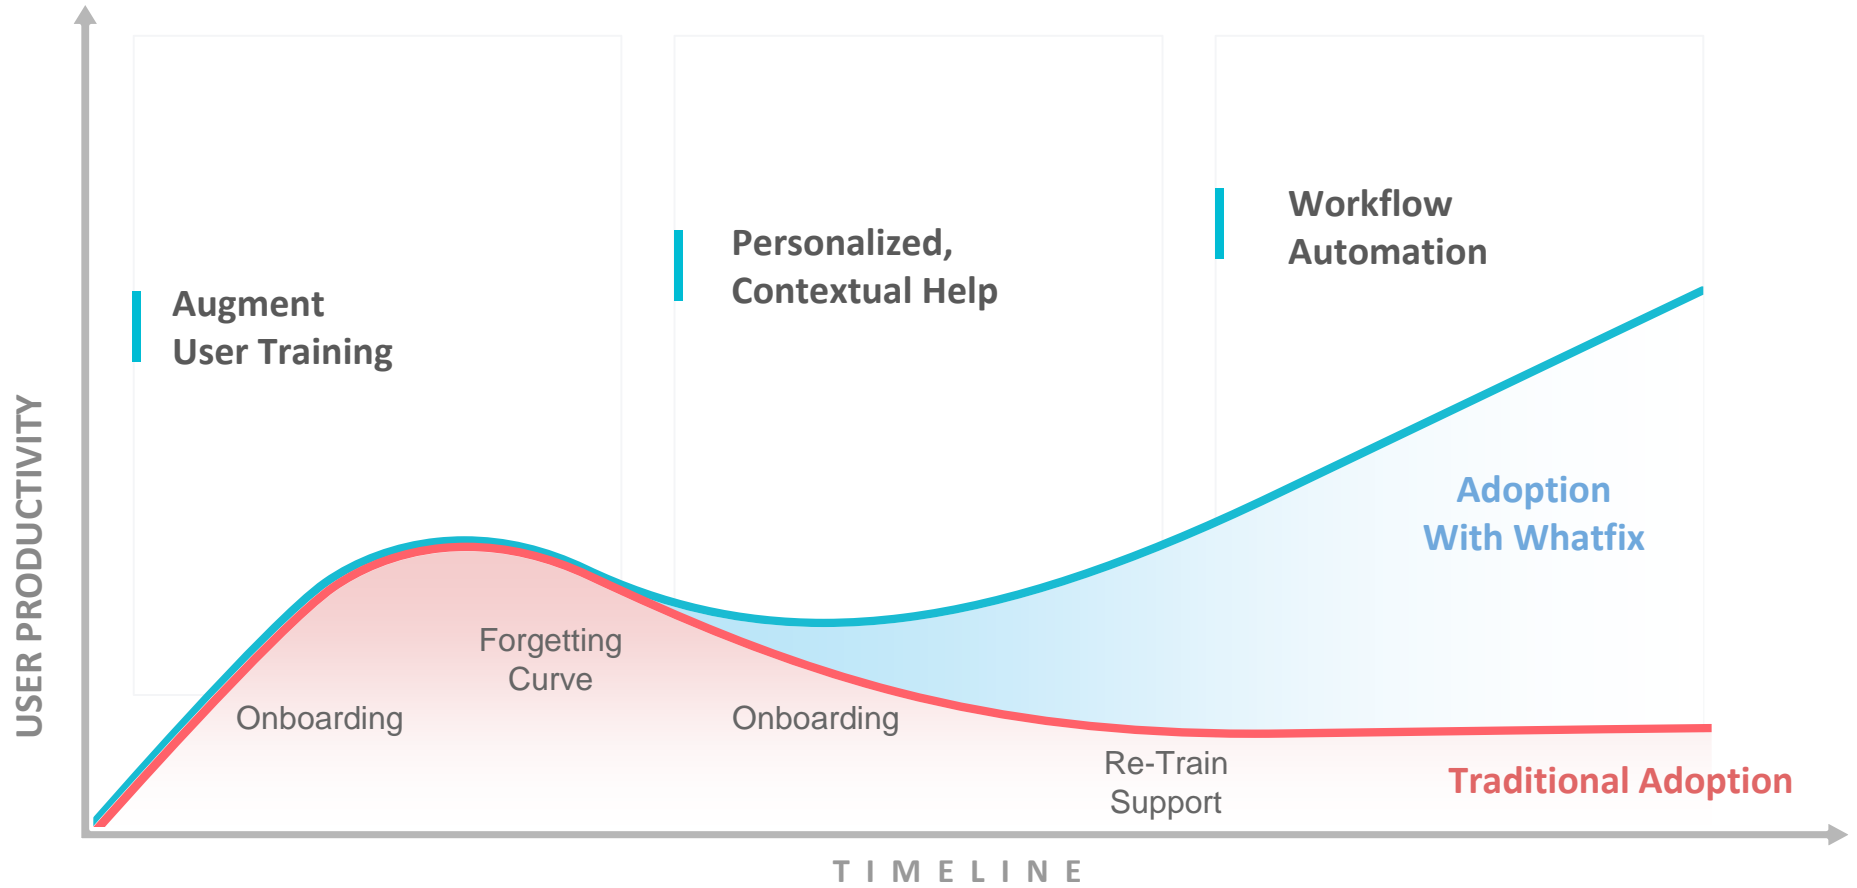 Workflow
Automation
Personalized,
Contextual Help
Augment
User Training
USER PRODUCTIVITY
Adoption
With Whatfix
Forgetting
Curve
Onboarding
Onboarding
Re-Train
Support
Traditional Adoption
TIMELINE